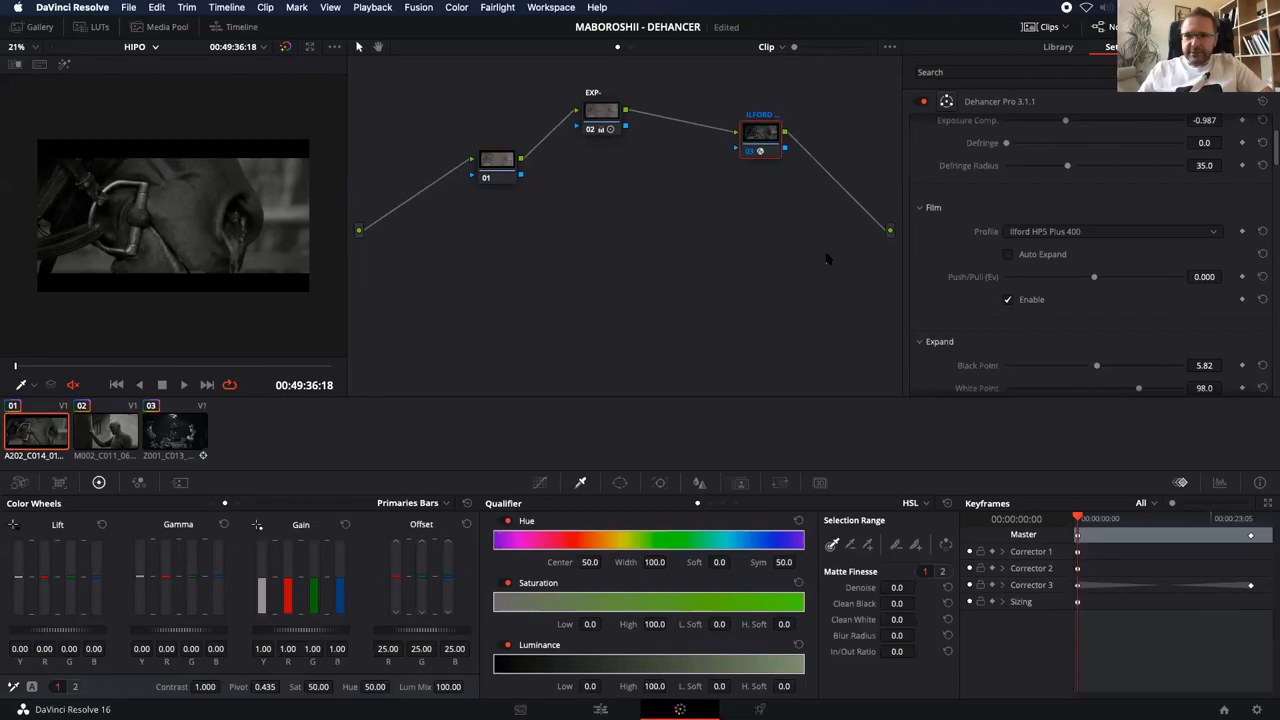 DaVinci Resolve File Edit Trim Timeline Clip Mark View Playback Fusion Color Fairlight Workspace Help
Gallery LUTs Media Pool Timeline MABOROSHII - DEHANCER Edited Clips
21% HIPO 00:49:36:18 Clip Library
Search
EXP-
ILFORD ...
Dehancer Pro 3.1.1
Exposure Comp. -0.987
02
03
Defringe 0.0
01
Defringe Radius 35.0
Film
Profile Ilford HP5 Plus 400
Auto Expand
Push/Pull (Ev) 0.000
Enable
Expand
Black Point 5.82
White Point 98.0
00:49:36:18
01 V1 02 V1 03 V1
A202_C014_01... M002_C011_06... Z001_C013_...
Color Wheels Primaries Bars Qualifier HSL Keyframes All
Lift Gamma Gain Offset
Hue
Selection Range
00:00:00:00 00:00:00:00 00:00:23:05
Master
Center 50.0 Width 100.0 Soft 0.0 Sym 50.0
Corrector 1
Matte Finesse 1 2
Corrector 2
Saturation
Denoise 0.0
Corrector 3
Clean Black 0.0
Sizing
Clean White 0.0
Low 0.0 High 100.0 L. Soft 0.0 H. Soft 0.0
Blur Radius 0.0
Luminance
In/Out Ratio 0.0
0.00 0.00 0.00 0.00 0.00 0.00 0.00 0.00 1.00 1.00 1.00 1.00 25.00 25.00 25.00
Y R G B Y R G B Y R G B R G B
A 1 2 Contrast 1.000 Pivot 0.435 Sat 50.00 Hue 50.00 Lum Mix 100.00
Low 0.0 High 100.0 L. Soft 0.0 H. Soft 0.0
DaVinci Resolve 16